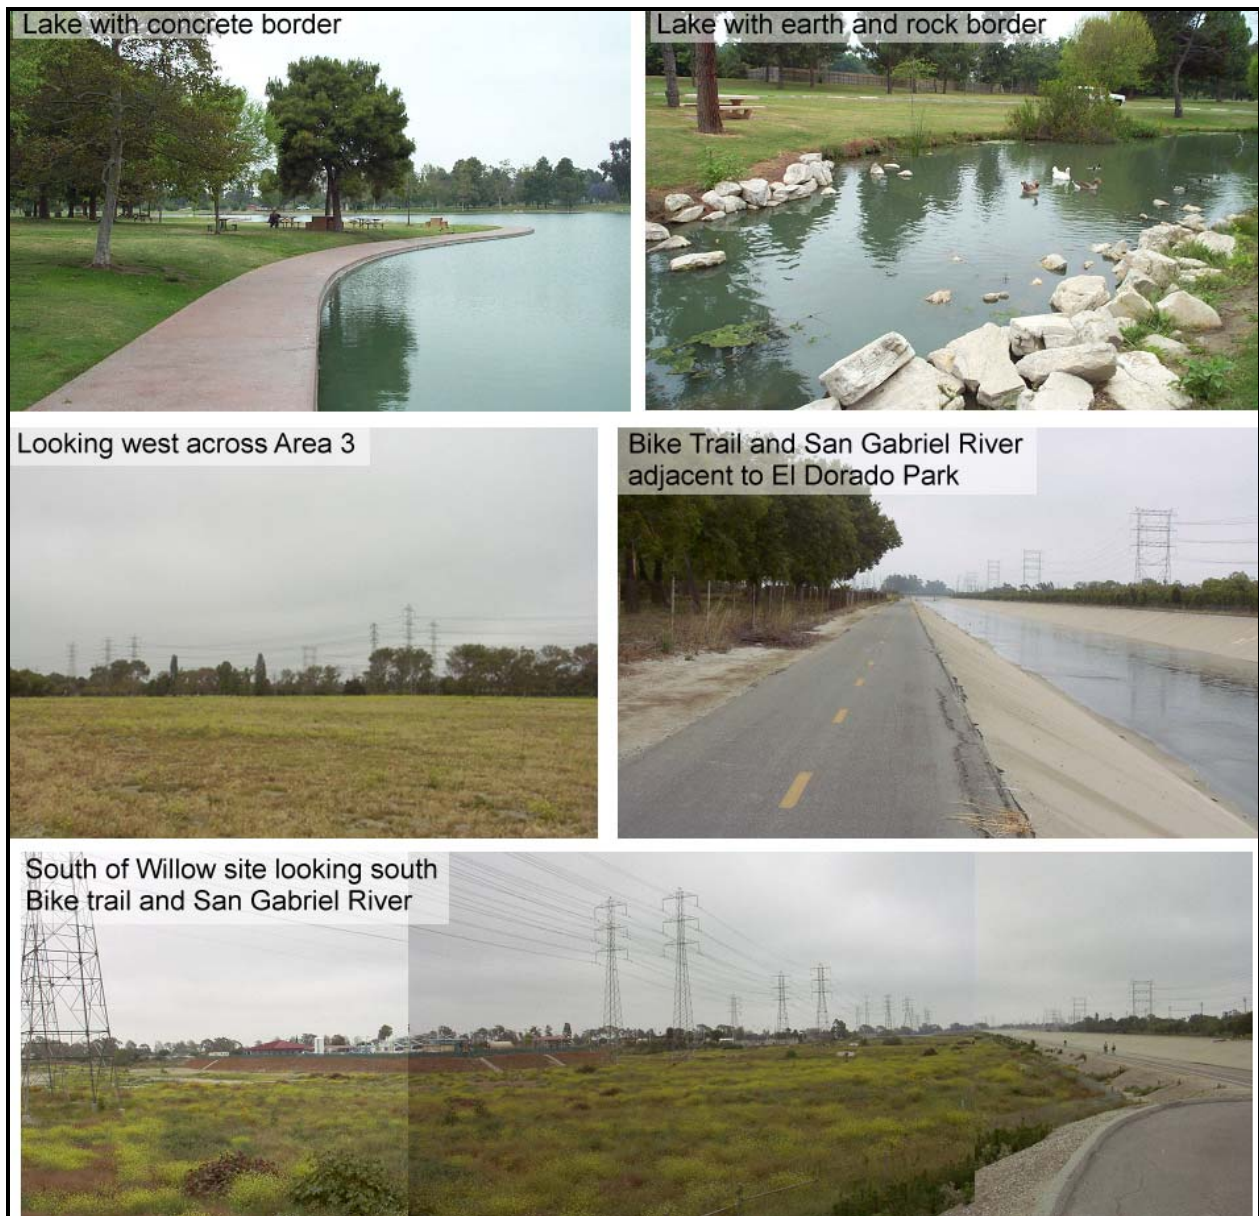 Lake with concrete border
Lake with earth and rock border
Looking west across Area 3
Bike Trail and San Gabriel River
adjacent to El Dorado Park
South of Willow site looking south
Bike trail and San Gabriel River